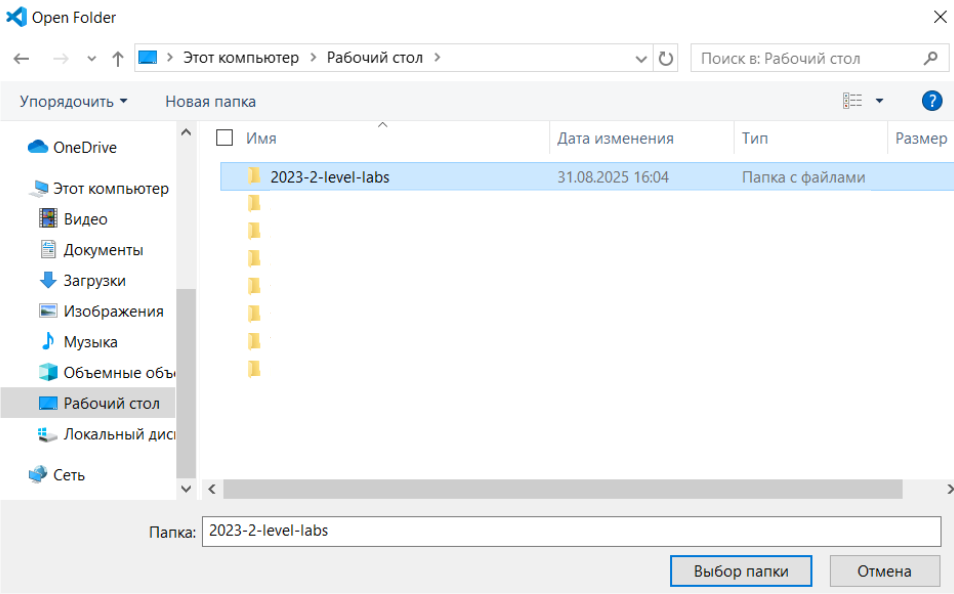 Open Folder
Этот компьютер Рабочий стол
Поиск в: Рабочий стол
Упорядочить Новая папка
?
Имя Дата изменения Тип Размер
OneDrive
Этот компьютер
Видео
Документы
Загрузки
Изображения
Музыка
Объемные объе
Рабочий стол
Локальный дис
Сеть
2023-2-level-labs 31.08.2025 16:04 Папка с файлами
Папка: 2023-2-level-labs
Выбор папки Отмена